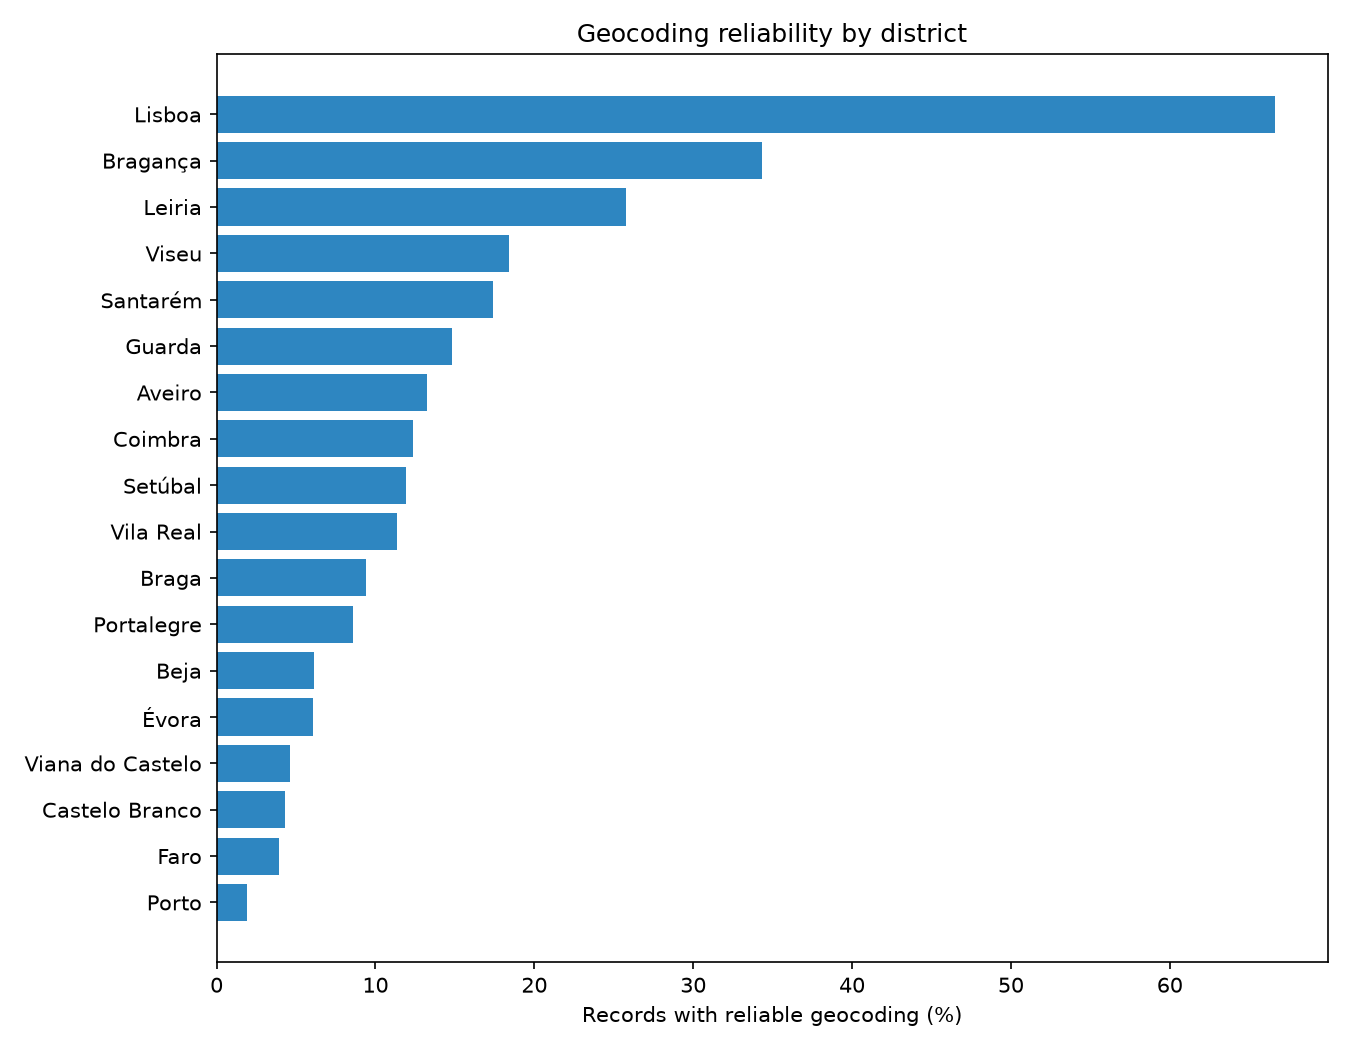 Geocoding reliability by district
Lisboa
Bragança
Leiria
Viseu
Santarém
Guarda
Aveiro
Coimbra
Setúbal
Vila Real
Braga
Portalegre
Beja
Évora
Viana do Castelo
Castelo Branco
Faro
Porto
0 10 20 30 40 50 60
Records with reliable geocoding (%)